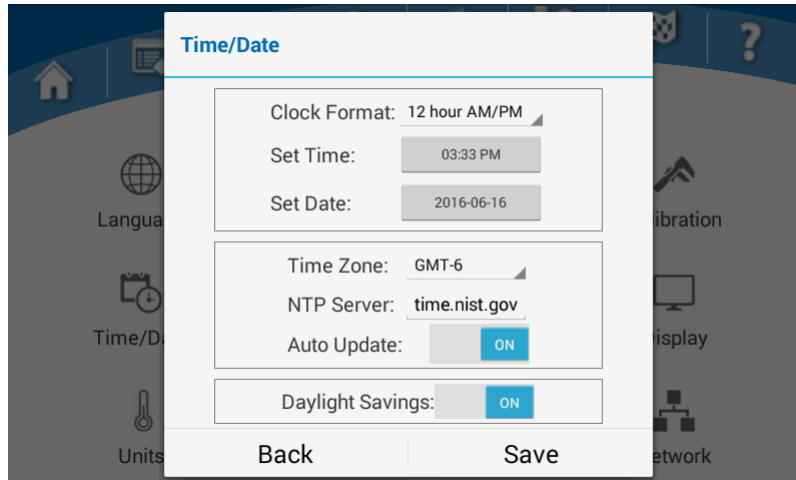 Time/Date
?
Clock Format: 12 hour AM/PM
Set Time: 03:33 PM
Set Date: 2016-06-16
Langua
ibration
Time Zone: GMT-6
NTP Server: time.nist.gov
Time/Da
isplay
Auto Update: ON
Daylight Savings: ON
Units
Back
Save
etwork